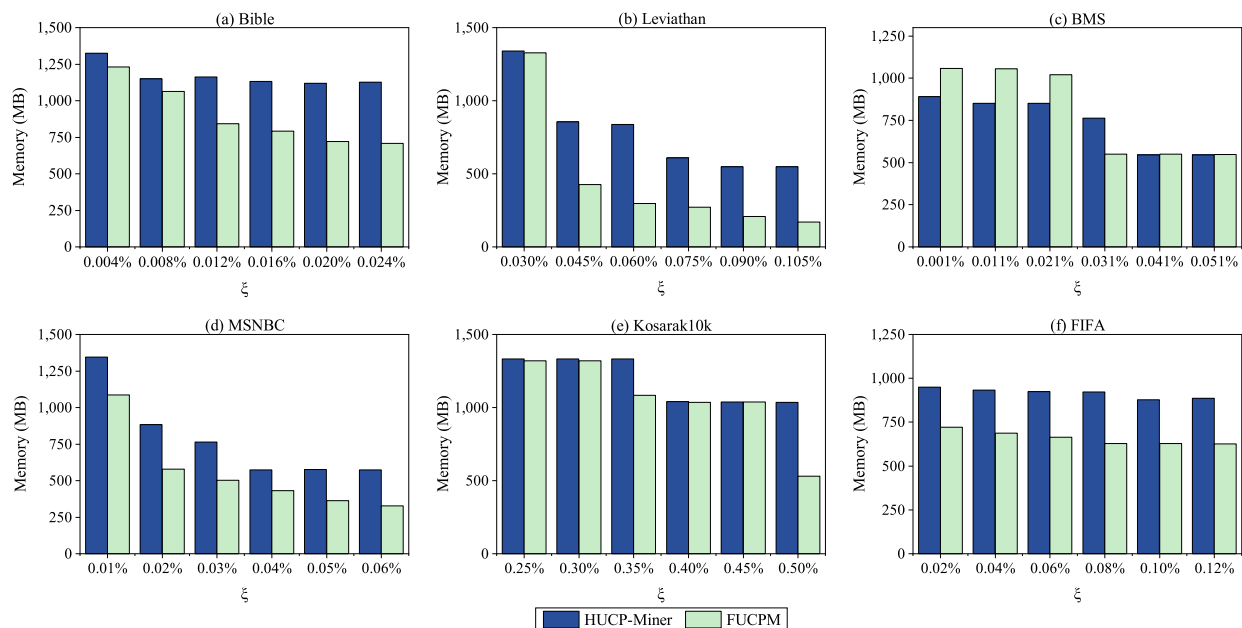 (a) Bible
1,500
1,250
1,000
750
500
250
0
Memory (MB)
0.004% 0.008% 0.012% 0.016% 0.020% 0.024%
ξ
(b) Leviathan
1,500
1,000
500
0
Memory (MB)
0.030% 0.045% 0.060% 0.075% 0.090% 0.105%
ξ
(c) BMS
1,250
1,000
750
500
250
0
Memory (MB)
0.001% 0.011% 0.021% 0.031% 0.041% 0.051%
ξ
(d) MSNBC
1,500
1,250
1,000
750
500
250
0
Memory (MB)
0.01% 0.02% 0.03% 0.04% 0.05% 0.06%
ξ
(e) Kosarak10k
1,500
1,000
500
0
Memory (MB)
0.25% 0.30% 0.35% 0.40% 0.45% 0.50%
ξ
(f) FIFA
1,250
1,000
750
500
250
0
Memory (MB)
0.02% 0.04% 0.06% 0.08% 0.10% 0.12%
ξ
HUCP-Miner FUCPM